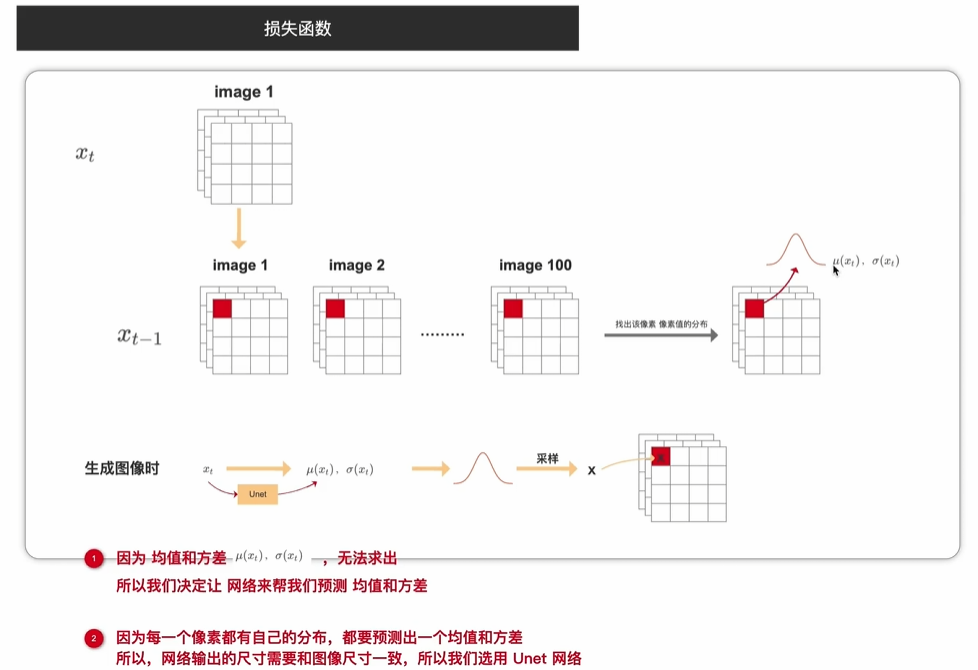 损失函数
image 1
x_t
image 1 image 2 image 100
μ(x_t), σ(x_t)
x_{t-1}
.........
找出该像素 像素值的分布
生成图像时
x_t
μ(x_t), σ(x_t)
Unet
采样
x
1 因为 均值和方差 μ(x_t), σ(x_t) ，无法求出
所以我们决定让 网络来帮我们预测 均值和方差
2 因为每一个像素都有自己的分布，都要预测出一个均值和方差
所以，网络输出的尺寸需要和图像尺寸一致，所以我们选用 Unet 网络